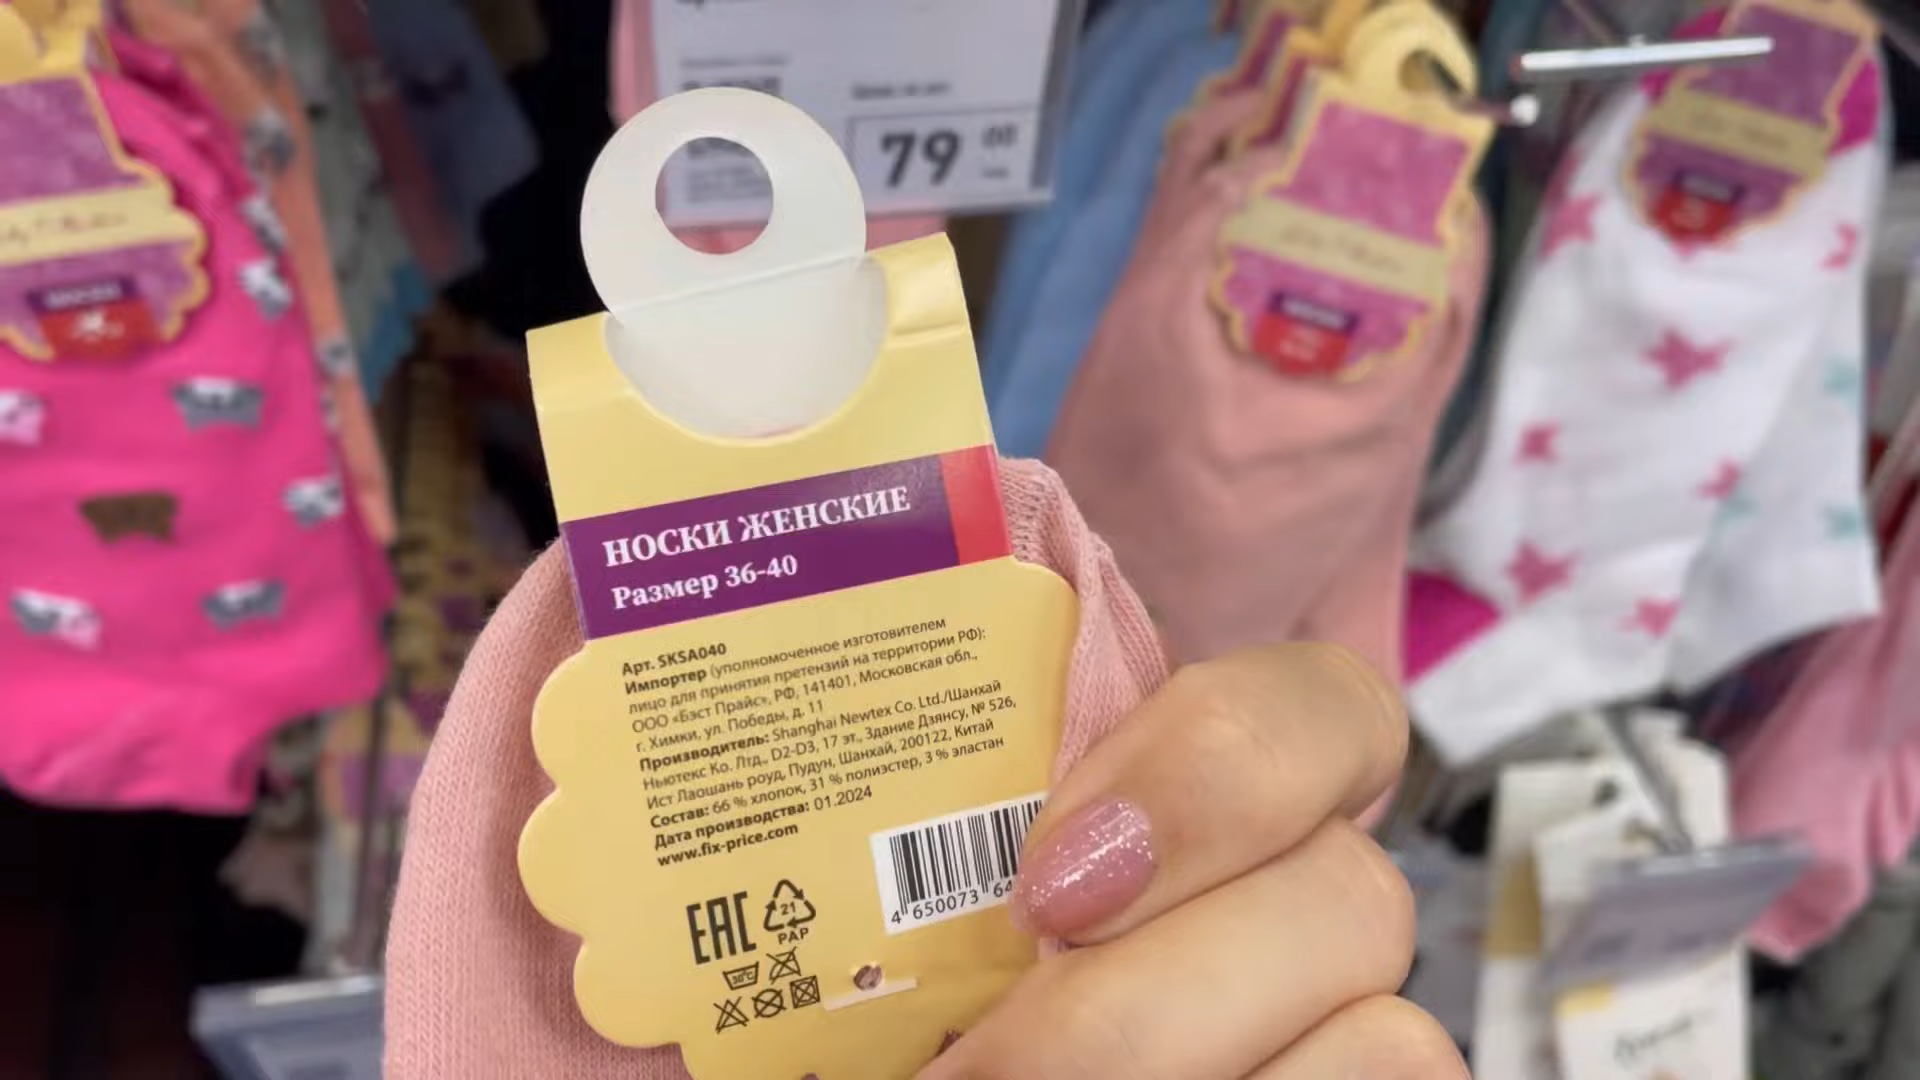 79 00
НОСКИ ЖЕНСКИЕ
Размер 36-40
Арт. SKSA040
Импортер (уполномоченное изготовителем
лицо для принятия претензий на территории РФ):
ООО «Бэст Прайс», РФ, 141401, Московская обл.,
г. Химки, ул. Победы, д. 11
Производитель: Shanghai Newtex Co. Ltd./Шанхай
Ньютекс Ко. Лтд., D2-D3, 17 эт., Здание Дзянсу, № 526,
Ист Лаошань роуд, Пудун, Шанхай, 200122, Китай
Состав: 66 % хлопок, 31 % полиэстер, 3 % эластан
Дата производства: 01.2024
www.fix-price.com
4 650073 64
EAC
21
PAP
30°C